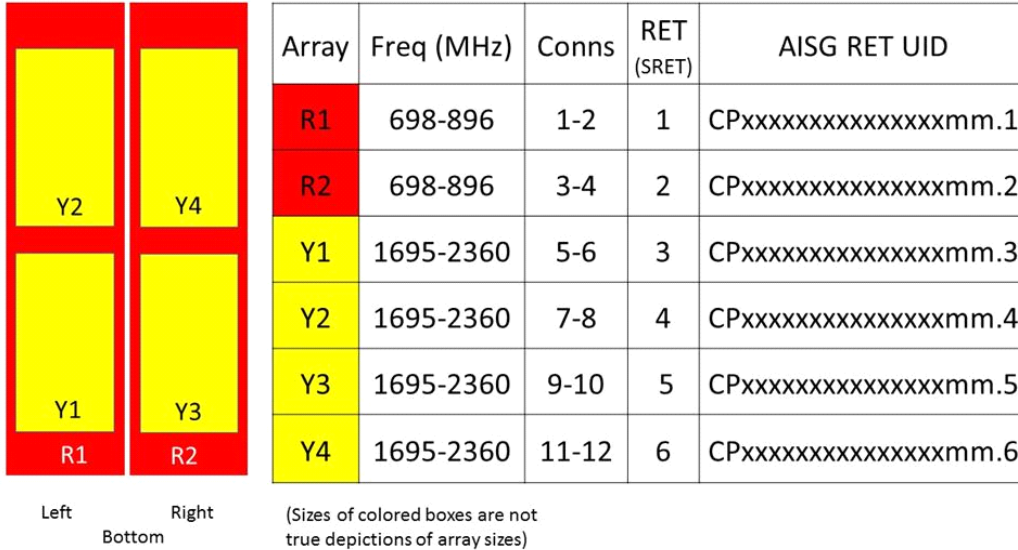 Y2 Y4
Y1 Y3
R1 R2
Left Right
Bottom
Array Freq (MHz) Conns RET (SRET) AISG RET UID
R1 698-896 1-2 1 CPxxxxxxxxxxxxxxxmm.1
R2 698-896 3-4 2 CPxxxxxxxxxxxxxxxmm.2
Y1 1695-2360 5-6 3 CPxxxxxxxxxxxxxxxmm.3
Y2 1695-2360 7-8 4 CPxxxxxxxxxxxxxxxmm.4
Y3 1695-2360 9-10 5 CPxxxxxxxxxxxxxxxmm.5
Y4 1695-2360 11-12 6 CPxxxxxxxxxxxxxxxmm.6
(Sizes of colored boxes are not
true depictions of array sizes)